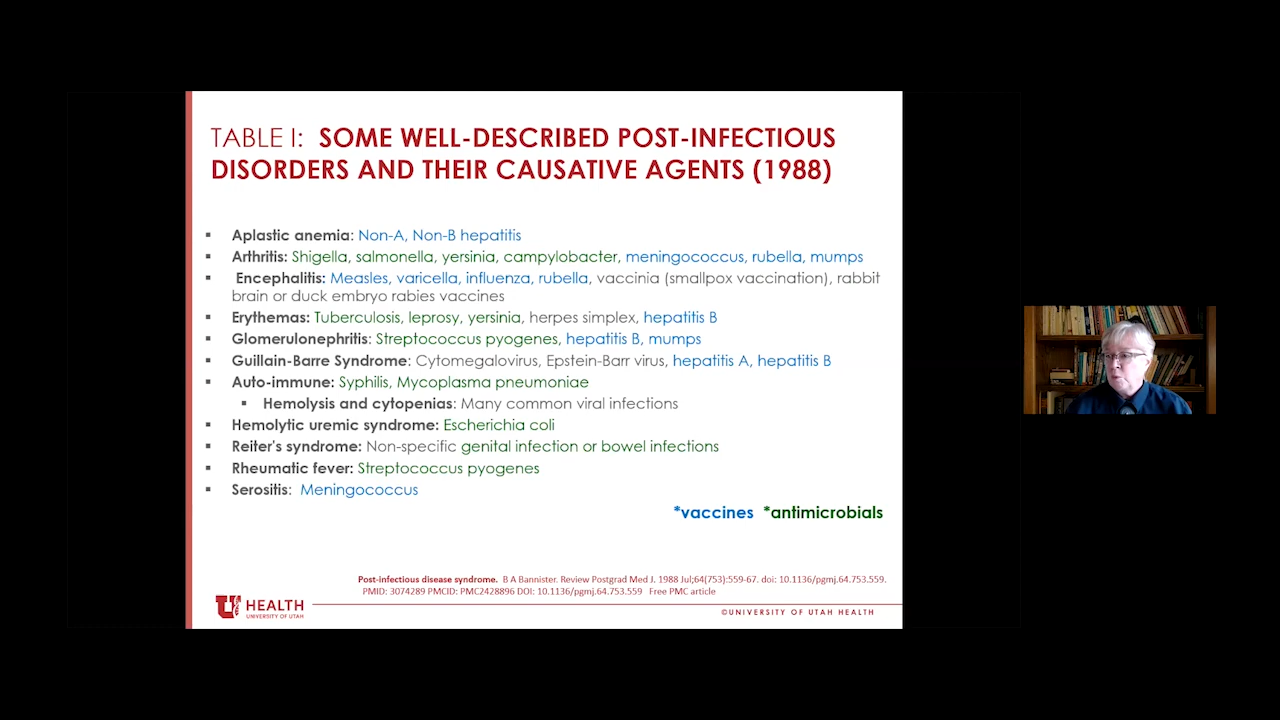 TABLE I: SOME WELL-DESCRIBED POST-INFECTIOUS
DISORDERS AND THEIR CAUSATIVE AGENTS (1988)
▪ Aplastic anemia: Non-A, Non-B hepatitis
▪ Arthritis: Shigella, salmonella, yersinia, campylobacter, meningococcus, rubella, mumps
▪ Encephalitis: Measles, varicella, influenza, rubella, vaccinia (smallpox vaccination), rabbit
brain or duck embryo rabies vaccines
▪ Erythemas: Tuberculosis, leprosy, yersinia, herpes simplex, hepatitis B
▪ Glomerulonephritis: Streptococcus pyogenes, hepatitis B, mumps
▪ Guillain-Barre Syndrome: Cytomegalovirus, Epstein-Barr virus, hepatitis A, hepatitis B
▪ Auto-immune: Syphilis, Mycoplasma pneumoniae
▪ Hemolysis and cytopenias: Many common viral infections
▪ Hemolytic uremic syndrome: Escherichia coli
▪ Reiter's syndrome: Non-specific genital infection or bowel infections
▪ Rheumatic fever: Streptococcus pyogenes
▪ Serositis: Meningococcus
*vaccines *antimicrobials
Post-infectious disease syndrome. B A Bannister. Review Postgrad Med J. 1988 Jul;64(753):559-67. doi: 10.1136/pgmj.64.753.559.
PMID: 3074289 PMCID: PMC2428896 DOI: 10.1136/pgmj.64.753.559 Free PMC article
U HEALTH
UNIVERSITY OF UTAH
©UNIVERSITY OF UTAH HEALTH